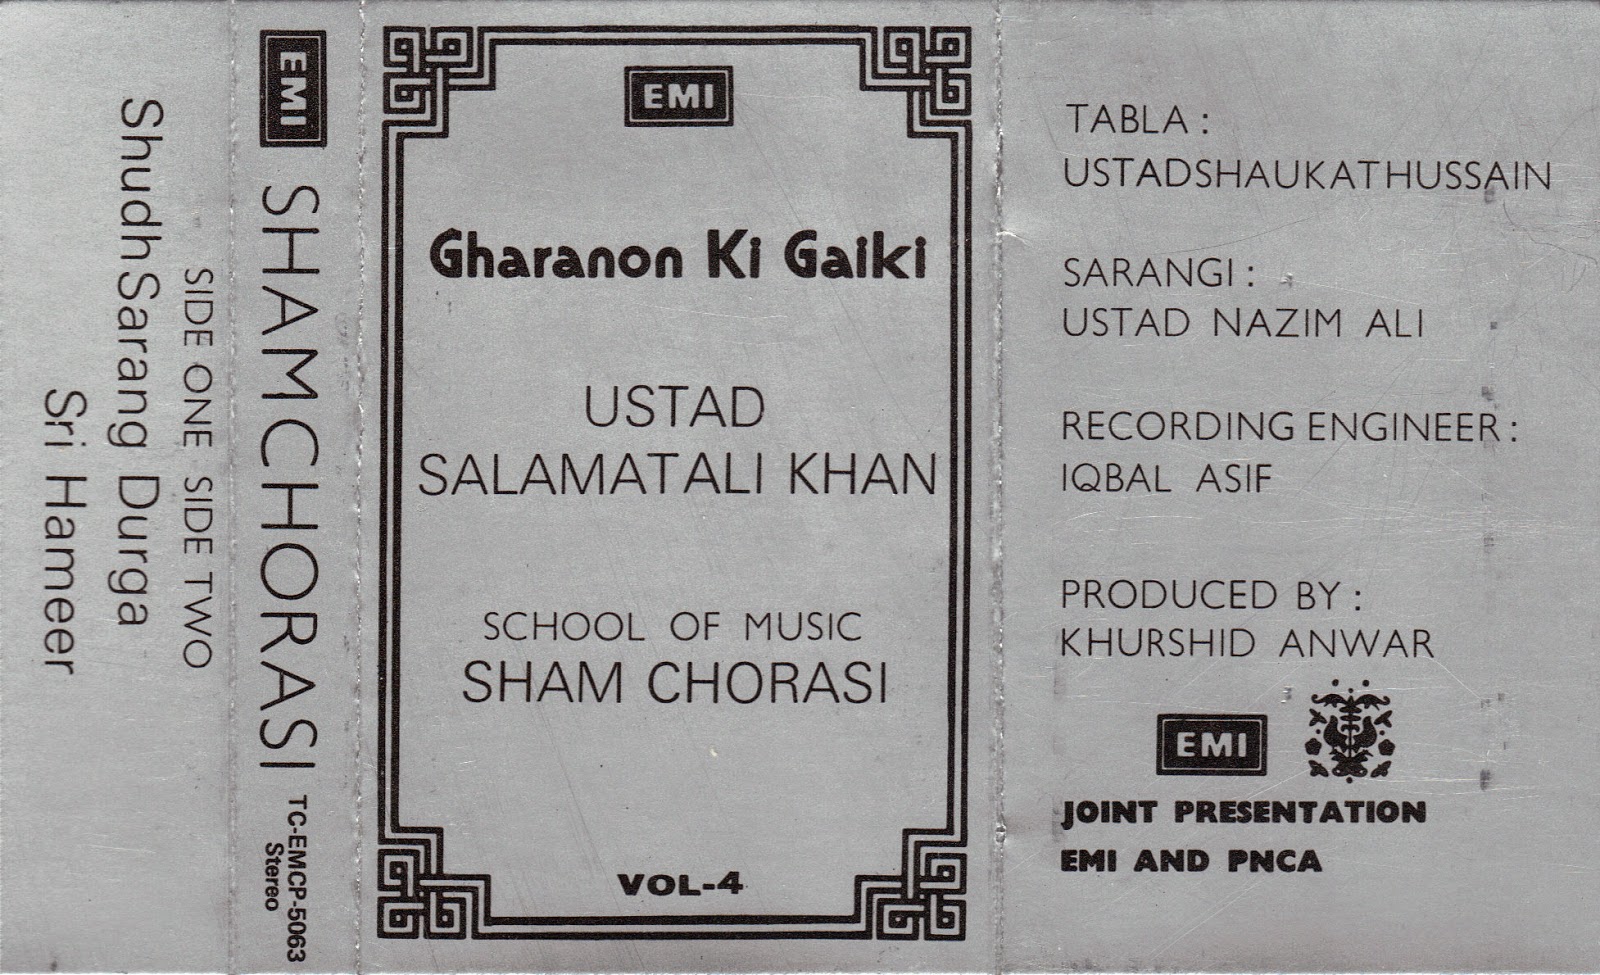 SIDE ONE SIDE TWO
Shudh Sarang Durga
Sri Hameer
EMI
SHAMCHORASI
TC-EMCP-5063
Stereo
EMI
Gharanon Ki Gaiki
USTAD
SALAMATALI KHAN
SCHOOL OF MUSIC
SHAM CHORASI
VOL-4
TABLA :
USTADSHAUKATHUSSAIN
SARANGI :
USTAD NAZIM ALI
RECORDING ENGINEER :
IQBAL ASIF
PRODUCED BY :
KHURSHID ANWAR
EMI
JOINT PRESENTATION
EMI AND PNCA